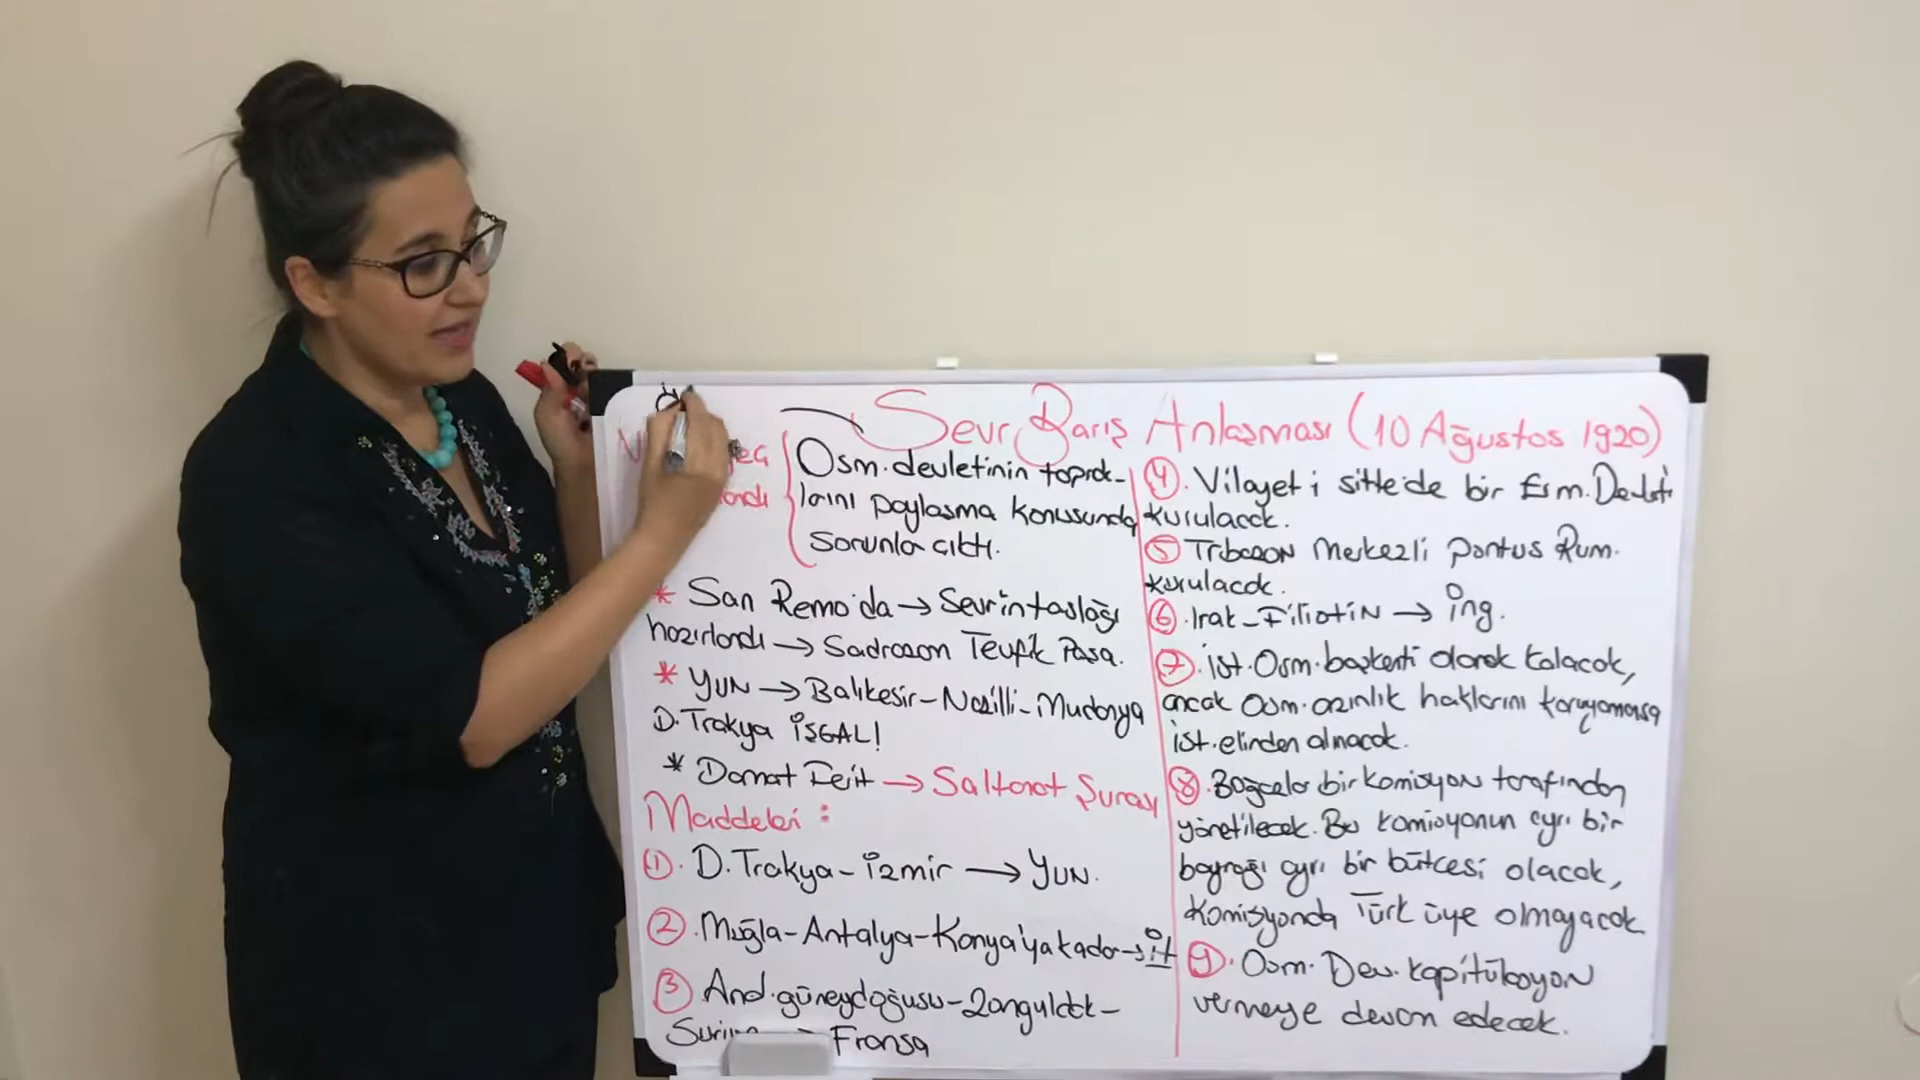 Sevr Barış Anlaşması (10 Ağustos 1920)
Osm. devletinin toprak-
larını paylaşma konusunda
sorunla çıktı.
* San Remo'da → Sevr'in taslağı
hazırlandı → Sadrazam Tevfik Paşa.
* YUN → Balıkesir - Nazilli - Mudanya
D. Trakya İŞGAL!
* Damat Ferit → Saltanat Şurası
Maddeleri :
1. D. Trakya - İzmir → YUN.
2. Muğla - Antalya - Konya'ya kadar → it
3 And. güneydoğusu - Zonguldak -
Fransa
4. Vilayet i sitte'de bir Erm. Devleti
kurulacak.
5 Trabzon Merkezli Pontus Rum.
kurulacak.
6. Irak - Filistin → ing.
7. ist. Osm. başkenti olarak kalacak,
ancak Osm. azınlık haklarını koruyamazsa
ist. elinden alınacak.
8. Boğazlar bir komisyon tarafından
yönetilecek. Bu komisyonun ayrı bir
bayrağı ayrı bir bütçesi olacak,
Komisyonda Türk üye olmayacak
9. Osm. Dev. kapitülasyon
vermeye devam edecek.